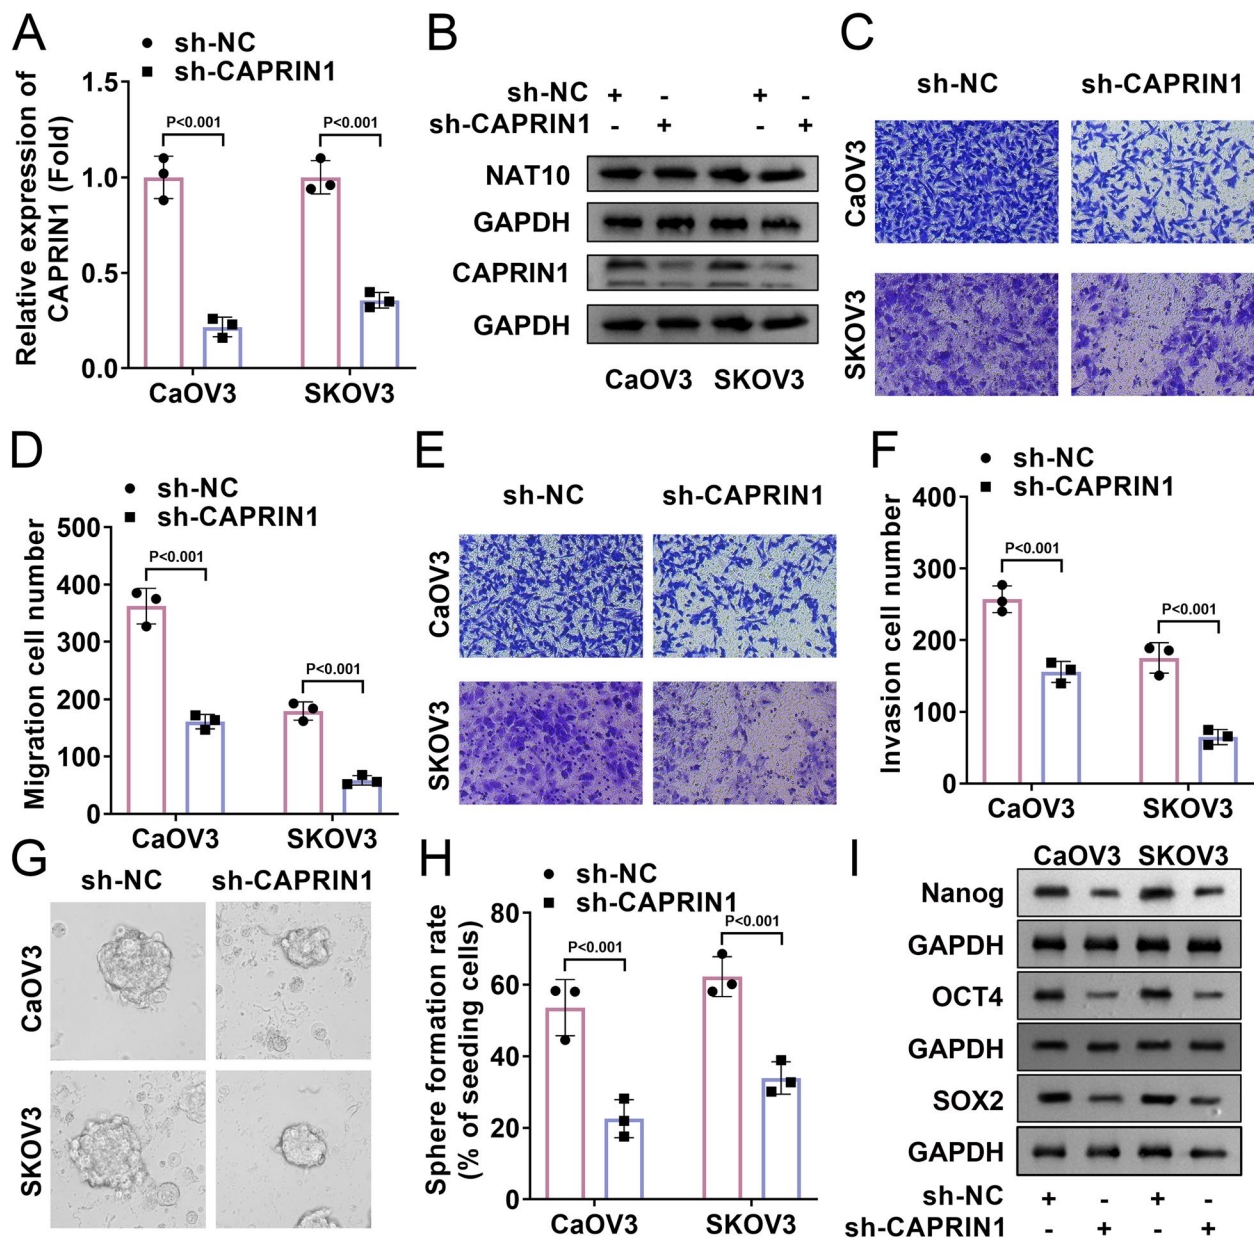 A
sh-NC
sh-CAPRIN1
Relative expression of
CAPRIN1 (Fold)
1.5
1.0
0.5
0.0
P<0.001
P<0.001
CaOV3
SKOV3
B
sh-NC + - + -
sh-CAPRIN1 - + - +
NAT10
GAPDH
CAPRIN1
GAPDH
CaOV3 SKOV3
C
sh-NC sh-CAPRIN1
CaOV3
SKOV3
D
sh-NC
sh-CAPRIN1
Migration cell number
500
400
300
200
100
0
P<0.001
P<0.001
CaOV3
SKOV3
E
sh-NC sh-CAPRIN1
CaOV3
SKOV3
F
sh-NC
sh-CAPRIN1
Invasion cell number
400
300
200
100
0
P<0.001
P<0.001
CaOV3
SKOV3
G
sh-NC sh-CAPRIN1
CaOV3
SKOV3
H
sh-NC
sh-CAPRIN1
Sphere formation rate
(% of seeding cells)
80
60
40
20
0
P<0.001
P<0.001
CaOV3
SKOV3
I
CaOV3 SKOV3
Nanog
GAPDH
OCT4
GAPDH
SOX2
GAPDH
sh-NC + - + -
sh-CAPRIN1 - + - +